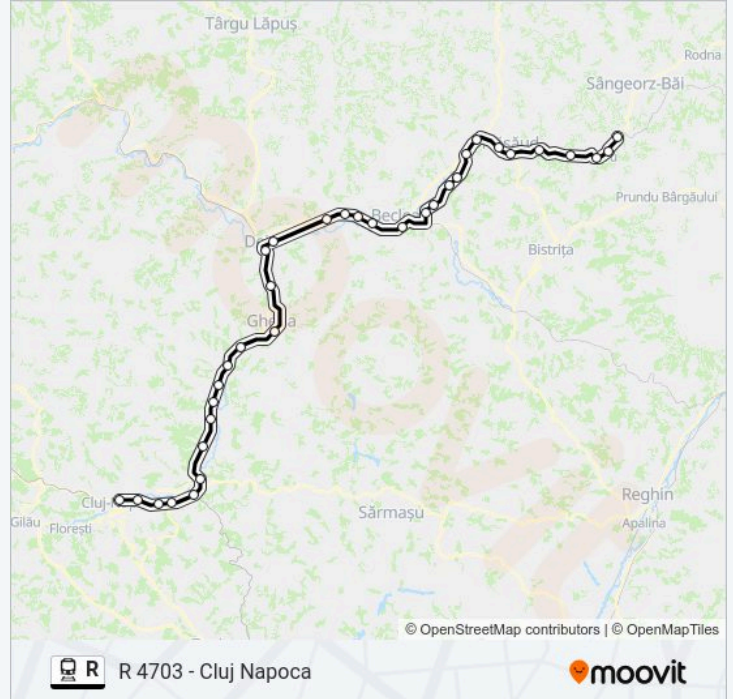 Târgu Lăpuș
Rodna
Sângeorz-Băi
Prundu Bârgăului
Bistrița
Reghin
Sărmașu
Apalina
Gilău
Florești
© OpenStreetMap contributors | © OpenMapTiles
R R 4703 - Cluj Napoca
moovit